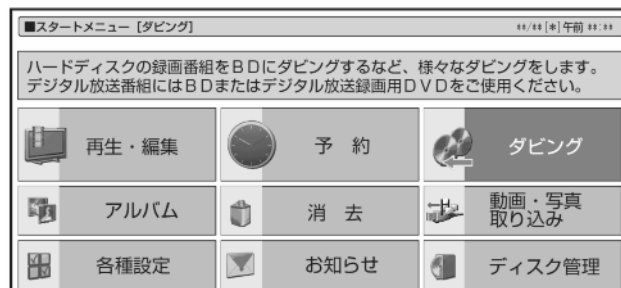 ■スタートメニュー [ダビング]
**/**[*]午前 **:**
ハードディスクの録画番組をBDにダビングするなど、様々なダビングをします。
デジタル放送番組にはBDまたはデジタル放送録画用DVDをご使用ください。
再生・編集
予 約
ダビング
アルバム
消 去
動画・写真
取り込み
各種設定
お知らせ
ディスク管理